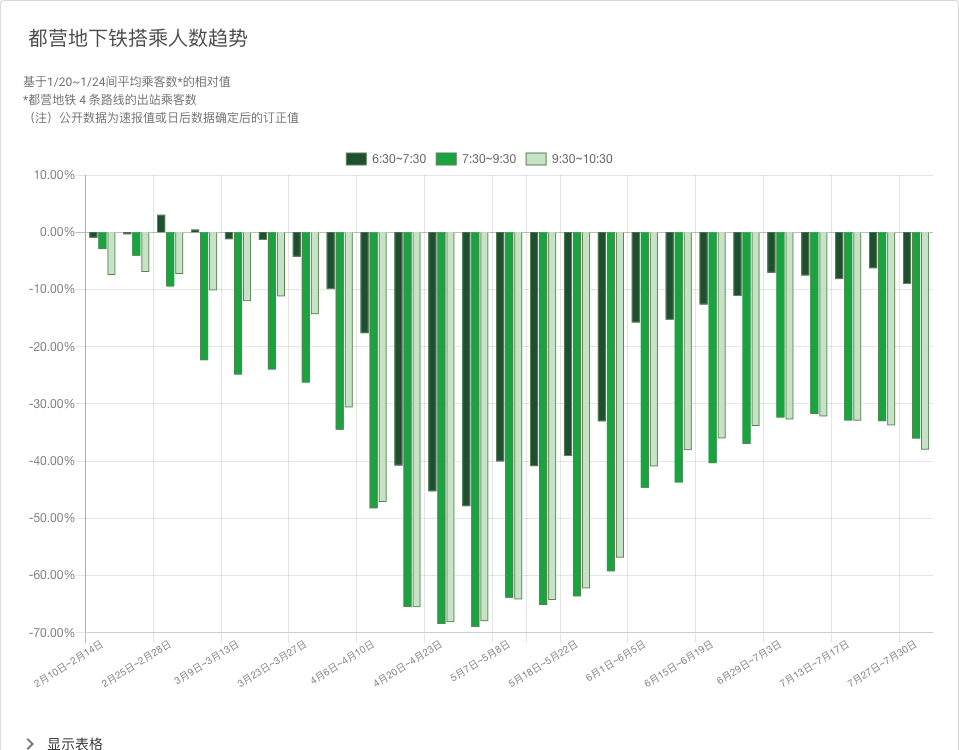 都营地下铁搭乘人数趋势
基于1/20~1/24间平均乘客数*的相对值
*都营地铁 4 条路线的出站乘客数
（注）公开数据为速报值或日后数据确定后的订正值
6:30~7:30 7:30~9:30 9:30~10:30
10.00%
0.00%
-10.00%
-20.00%
-30.00%
-40.00%
-50.00%
-60.00%
-70.00%
2月10日~2月14日
2月25日~2月28日
3月9日~3月13日
3月23日~3月27日
4月6日~4月10日
4月20日~4月23日
5月7日~5月8日
5月18日~5月22日
6月1日~6月5日
6月15日~6月19日
6月29日~7月3日
7月13日~7月17日
7月27日~7月30日
显示表格